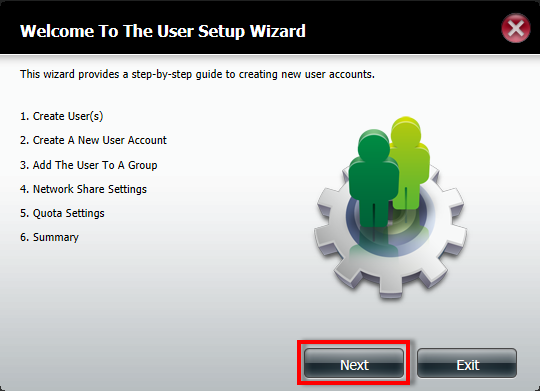 Welcome To The User Setup Wizard
This wizard provides a step-by-step guide to creating new user accounts.
1. Create User(s)
2. Create A New User Account
3. Add The User To A Group
4. Network Share Settings
5. Quota Settings
6. Summary
Next
Exit